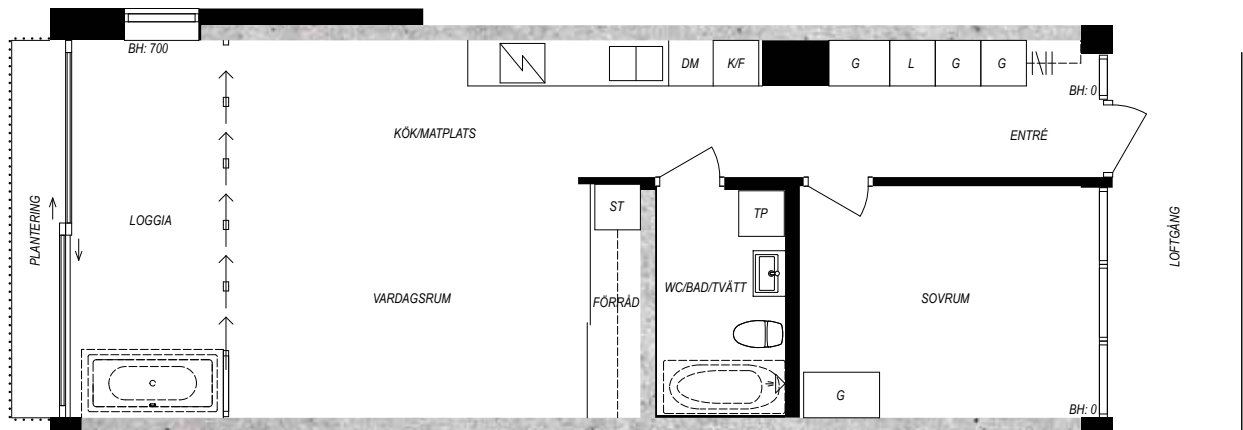 BH: 700
DM
K/F
G
L
G
G
BH: 0
KÖK/MATPLATS
ENTRÉ
ST
TP
LOGGIA
PLANTERING
LOFTGÅNG
WC/BAD/TVÄTT
VARDAGSRUM
FÖRRÅD
SOVRUM
G
BH: 0